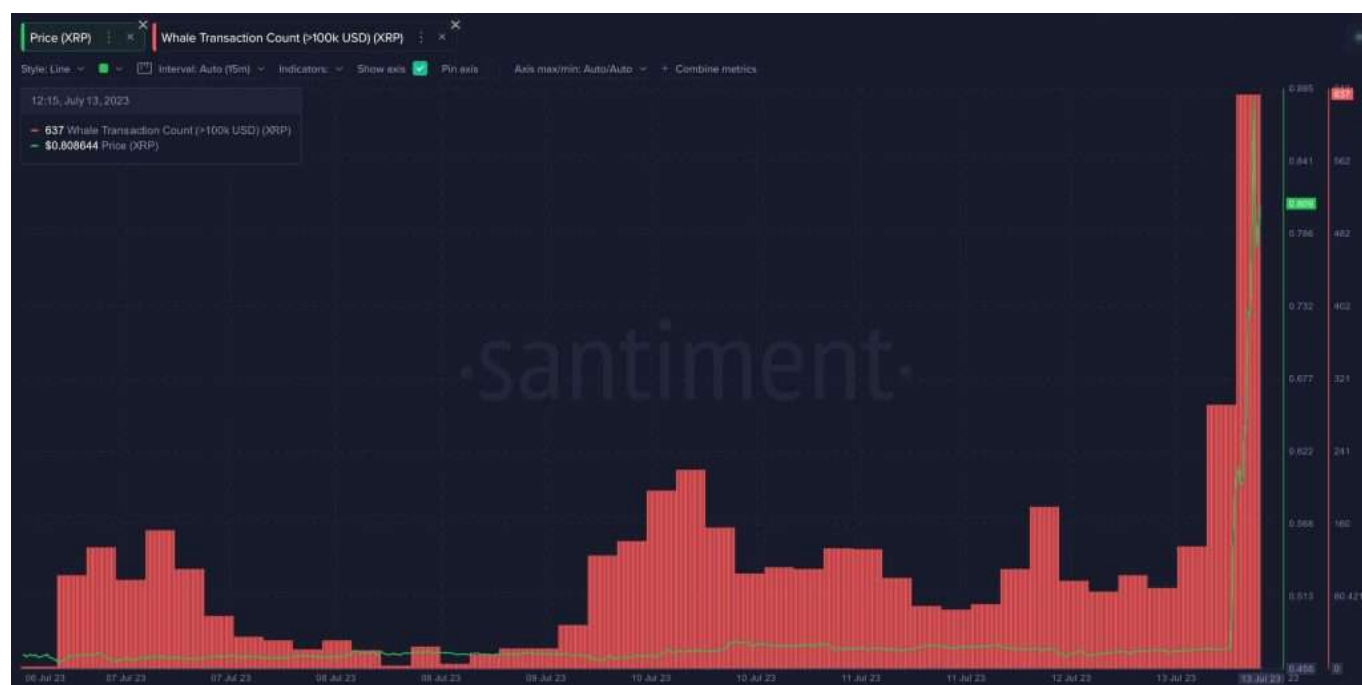 Price (XRP) ⋮ × Whale Transaction Count (>100k USD) (XRP) ⋮ ×
Style: Line Interval: Auto (15m) Indicators: Show axis Pin axis Axis max/min: Auto/Auto + Combine metrics
12:15, July 13, 2023
637 Whale Transaction Count (>100k USD) (XRP)
$0.808644 Price (XRP)
·santiment·
0.895 637
0.841 562
0.809
0.786 482
0.732 402
0.677 321
0.622 241
0.568 160
0.513 80.421
0.458 0
06 Jul 23 07 Jul 23 07 Jul 23 08 Jul 23 08 Jul 23 09 Jul 23 10 Jul 23 10 Jul 23 11 Jul 23 11 Jul 23 12 Jul 23 13 Jul 23 13 Jul 23 23